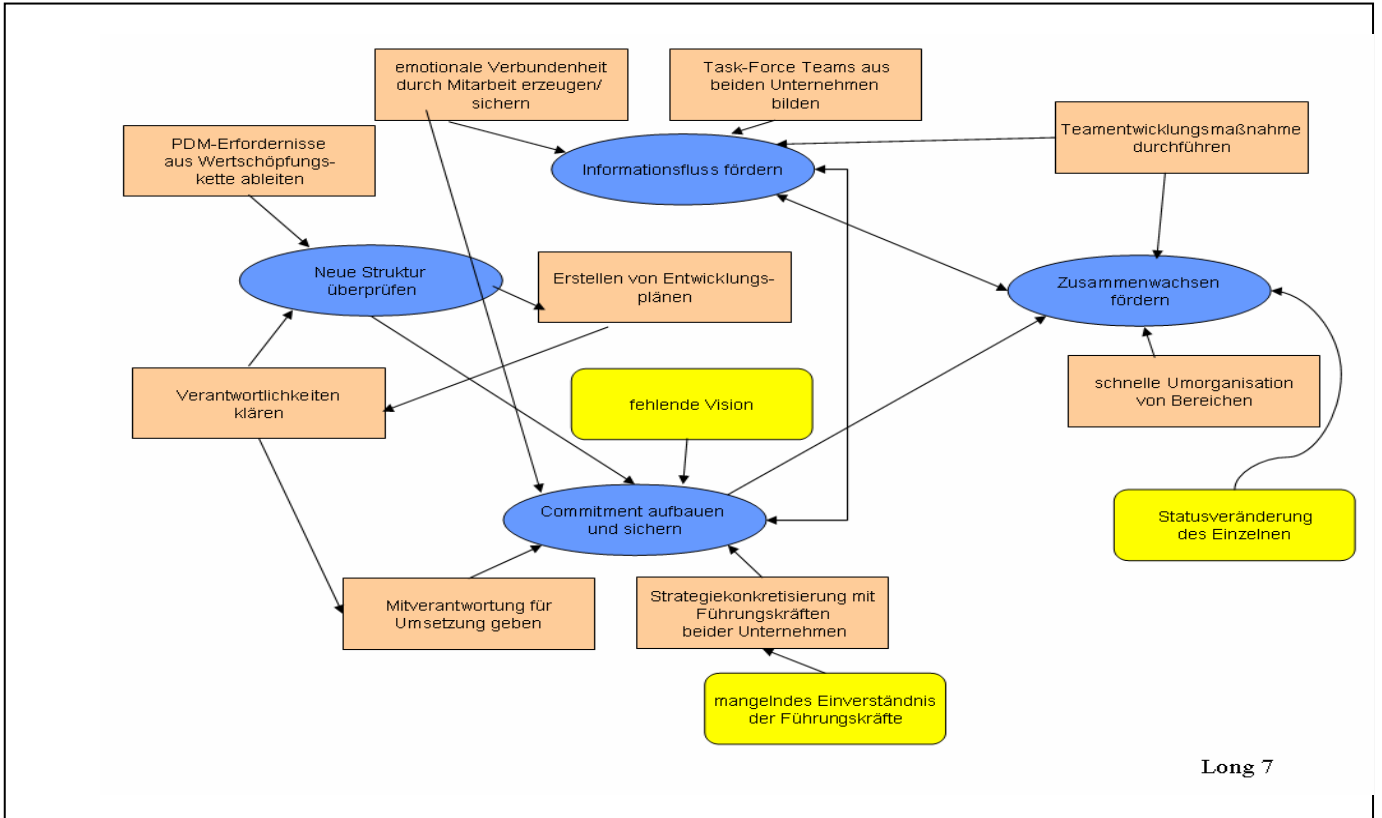 emotionale Verbundenheit
durch Mitarbeit erzeugen/
sichern
Task-Force Teams aus
beiden Unternehmen
bilden
Teamentwicklungsmaßnahme
durchführen
PDM-Erfordernisse
aus Wertschöpfungs-
kette ableiten
Informationsfluss fördern
Neue Struktur
überprüfen
Erstellen von Entwicklungs-
plänen
Zusammenwachsen
fördern
Verantwortlichkeiten
klären
fehlende Vision
schnelle Umorganisation
von Bereichen
Commitment aufbauen
und sichern
Statusveränderung
des Einzelnen
Mitverantwortung für
Umsetzung geben
Strategiekonkretisierung mit
Führungskräften
beider Unternehmen
mangelndes Einverständnis
der Führungskräfte
Long 7